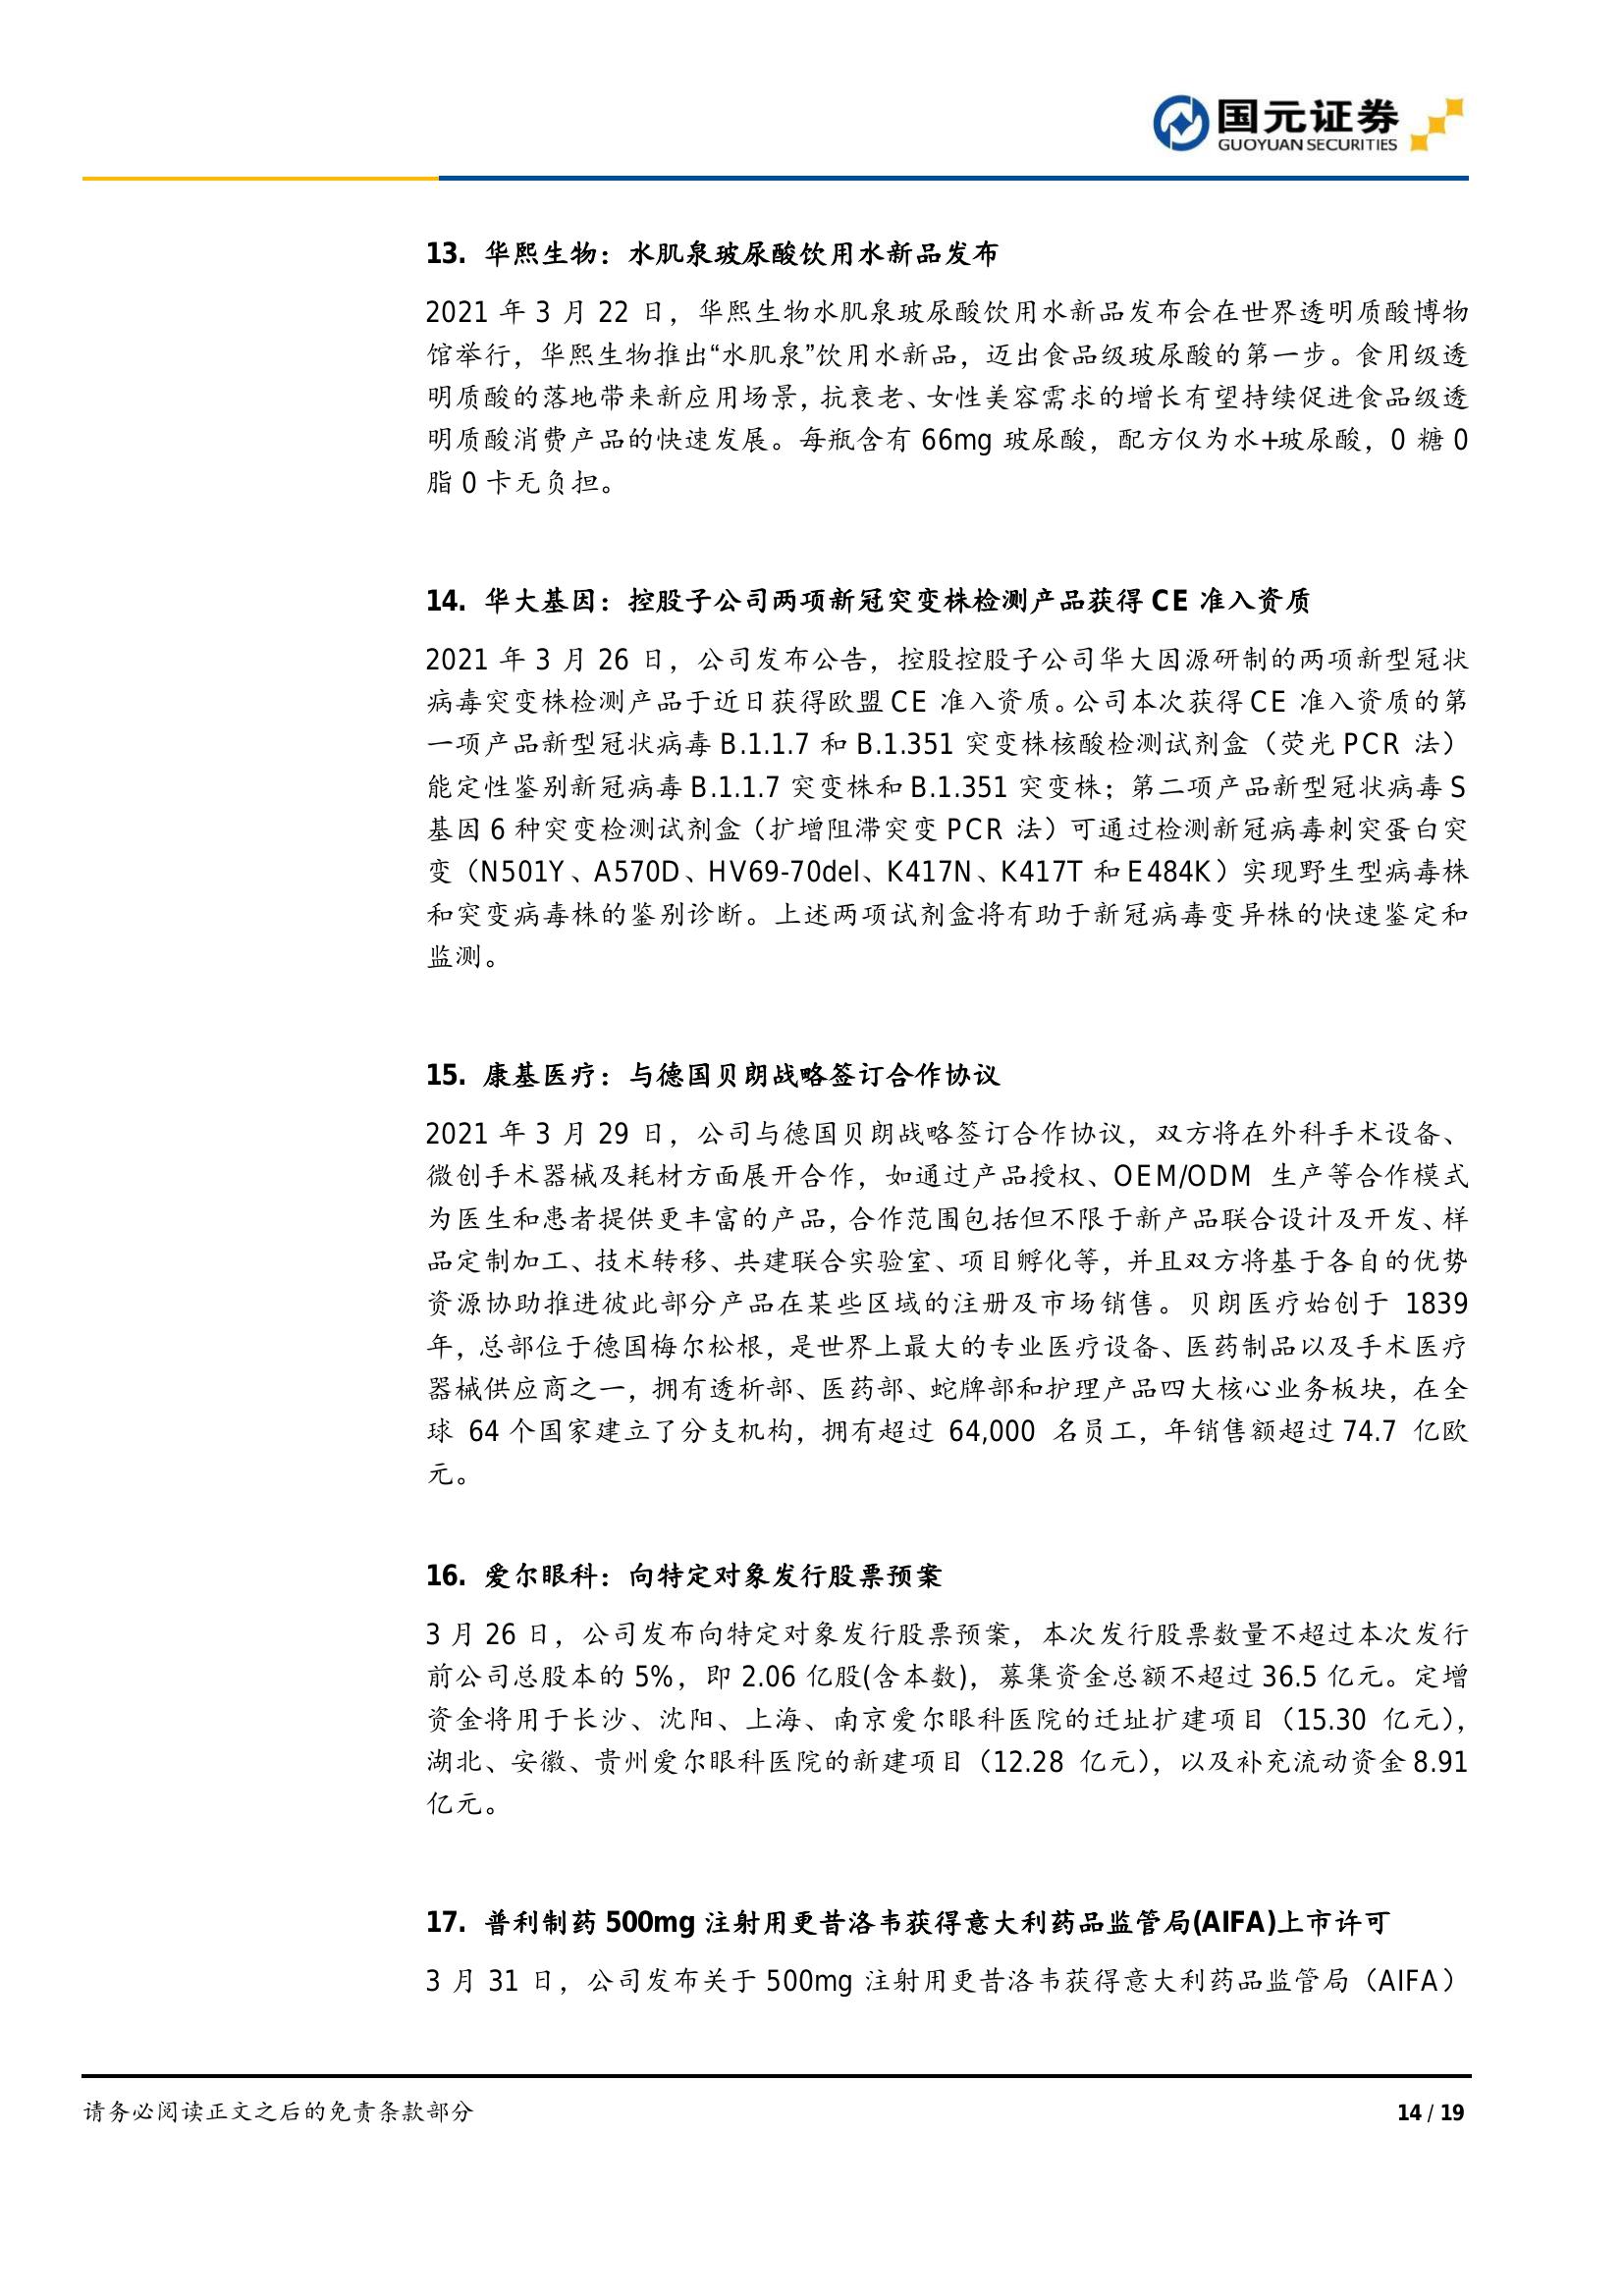 国元证券
GUOYUAN SECURITIES
13. 华熙生物：水肌泉玻尿酸饮用水新品发布
2021 年 3 月 22 日，华熙生物水肌泉玻尿酸饮用水新品发布会在世界透明质酸博物
馆举行，华熙生物推出“水肌泉”饮用水新品，迈出食品级玻尿酸的第一步。食用级透
明质酸的落地带来新应用场景，抗衰老、女性美容需求的增长有望持续促进食品级透
明质酸消费产品的快速发展。每瓶含有 66mg 玻尿酸，配方仅为水+玻尿酸，0 糖 0
脂 0 卡无负担。
14. 华大基因：控股子公司两项新冠突变株检测产品获得 CE 准入资质
2021 年 3 月 26 日，公司发布公告，控股控股子公司华大因源研制的两项新型冠状
病毒突变株检测产品于近日获得欧盟 CE 准入资质。公司本次获得 CE 准入资质的第
一项产品新型冠状病毒 B.1.1.7 和 B.1.351 突变株核酸检测试剂盒（荧光 PCR 法）
能定性鉴别新冠病毒 B.1.1.7 突变株和 B.1.351 突变株；第二项产品新型冠状病毒 S
基因 6 种突变检测试剂盒（扩增阻滞突变 PCR 法）可通过检测新冠病毒刺突蛋白突
变（N501Y、A570D、HV69-70del、K417N、K417T 和 E484K）实现野生型病毒株
和突变病毒株的鉴别诊断。上述两项试剂盒将有助于新冠病毒变异株的快速鉴定和
监测。
15. 康基医疗：与德国贝朗战略签订合作协议
2021 年 3 月 29 日，公司与德国贝朗战略签订合作协议，双方将在外科手术设备、
微创手术器械及耗材方面展开合作，如通过产品授权、OEM/ODM 生产等合作模式
为医生和患者提供更丰富的产品，合作范围包括但不限于新产品联合设计及开发、样
品定制加工、技术转移、共建联合实验室、项目孵化等，并且双方将基于各自的优势
资源协助推进彼此部分产品在某些区域的注册及市场销售。贝朗医疗始创于 1839
年，总部位于德国梅尔松根，是世界上最大的专业医疗设备、医药制品以及手术医疗
器械供应商之一，拥有透析部、医药部、蛇牌部和护理产品四大核心业务板块，在全
球 64 个国家建立了分支机构，拥有超过 64,000 名员工，年销售额超过 74.7 亿欧
元。
16. 爱尔眼科：向特定对象发行股票预案
3 月 26 日，公司发布向特定对象发行股票预案，本次发行股票数量不超过本次发行
前公司总股本的 5%，即 2.06 亿股(含本数)，募集资金总额不超过 36.5 亿元。定增
资金将用于长沙、沈阳、上海、南京爱尔眼科医院的迁址扩建项目（15.30 亿元），
湖北、安徽、贵州爱尔眼科医院的新建项目（12.28 亿元），以及补充流动资金 8.91
亿元。
17. 普利制药 500mg 注射用更昔洛韦获得意大利药品监管局(AIFA)上市许可
3 月 31 日，公司发布关于 500mg 注射用更昔洛韦获得意大利药品监管局（AIFA）
请务必阅读正文之后的免责条款部分
14 / 19